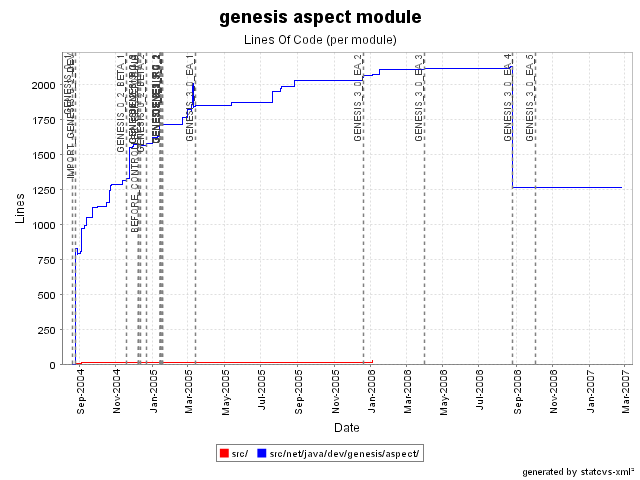 genesis aspect module
Lines Of Code (per module)
Lines
2000
1750
1500
1250
1000
750
500
250
0
GENESIS_0_2_BETA_1
GENESIS_3_0_EA_1
GENESIS_3_0_EA_2
GENESIS_3_0_EA_3
GENESIS_3_0_EA_4
GENESIS_3_0_EA_5
Sep-2004
Nov-2004
Jan-2005
Mar-2005
May-2005
Jul-2005
Sep-2005
Nov-2005
Jan-2006
Mar-2006
May-2006
Jul-2006
Sep-2006
Nov-2006
Jan-2007
Mar-2007
Date
src/
src/net/java/dev/genesis/aspect/
generated by statcvs-xml²